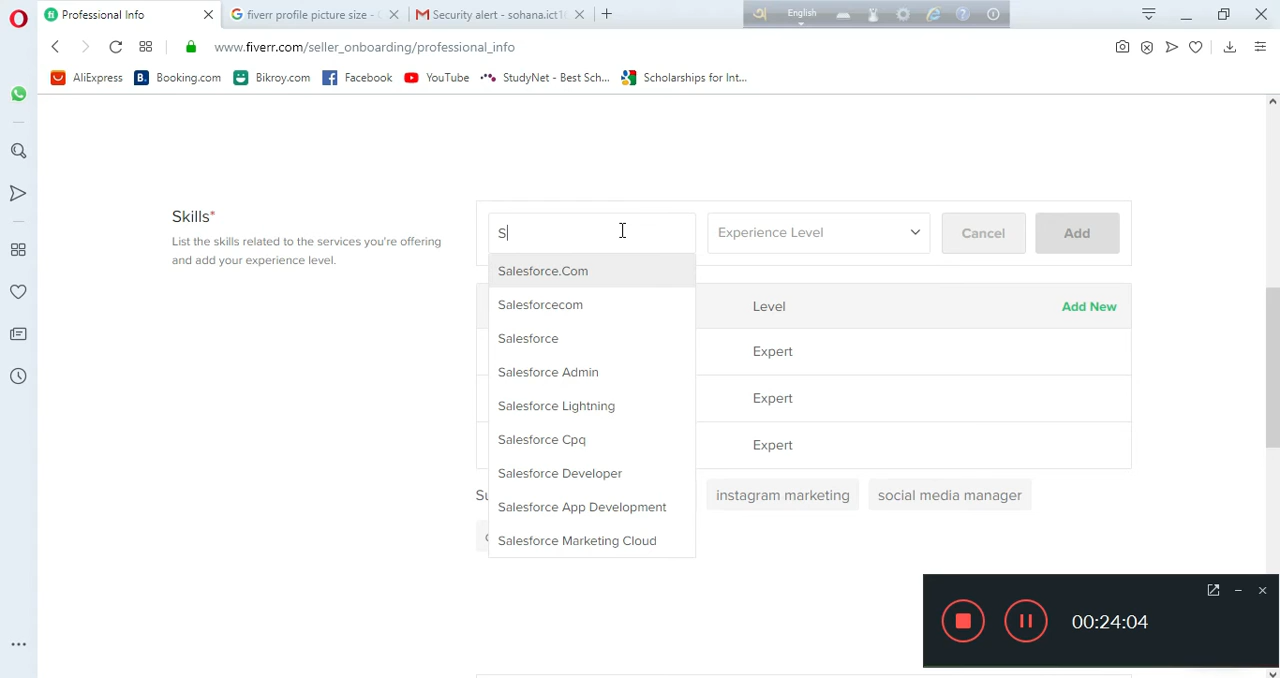 Professional Info
fiverr profile picture size -
Security alert - sohana.ict1
English
www.fiverr.com/seller_onboarding/professional_info
AliExpress
Booking.com
Bikroy.com
Facebook
YouTube
StudyNet - Best Sch...
Scholarships for Int...
Skills*
List the skills related to the services you're offering
and add your experience level.
S
Experience Level
Cancel
Add
Salesforce.Com
Salesforcecom
Salesforce
Salesforce Admin
Salesforce Lightning
Salesforce Cpq
Salesforce Developer
Salesforce App Development
Salesforce Marketing Cloud
Level
Add New
Expert
Expert
Expert
instagram marketing
social media manager
00:24:04